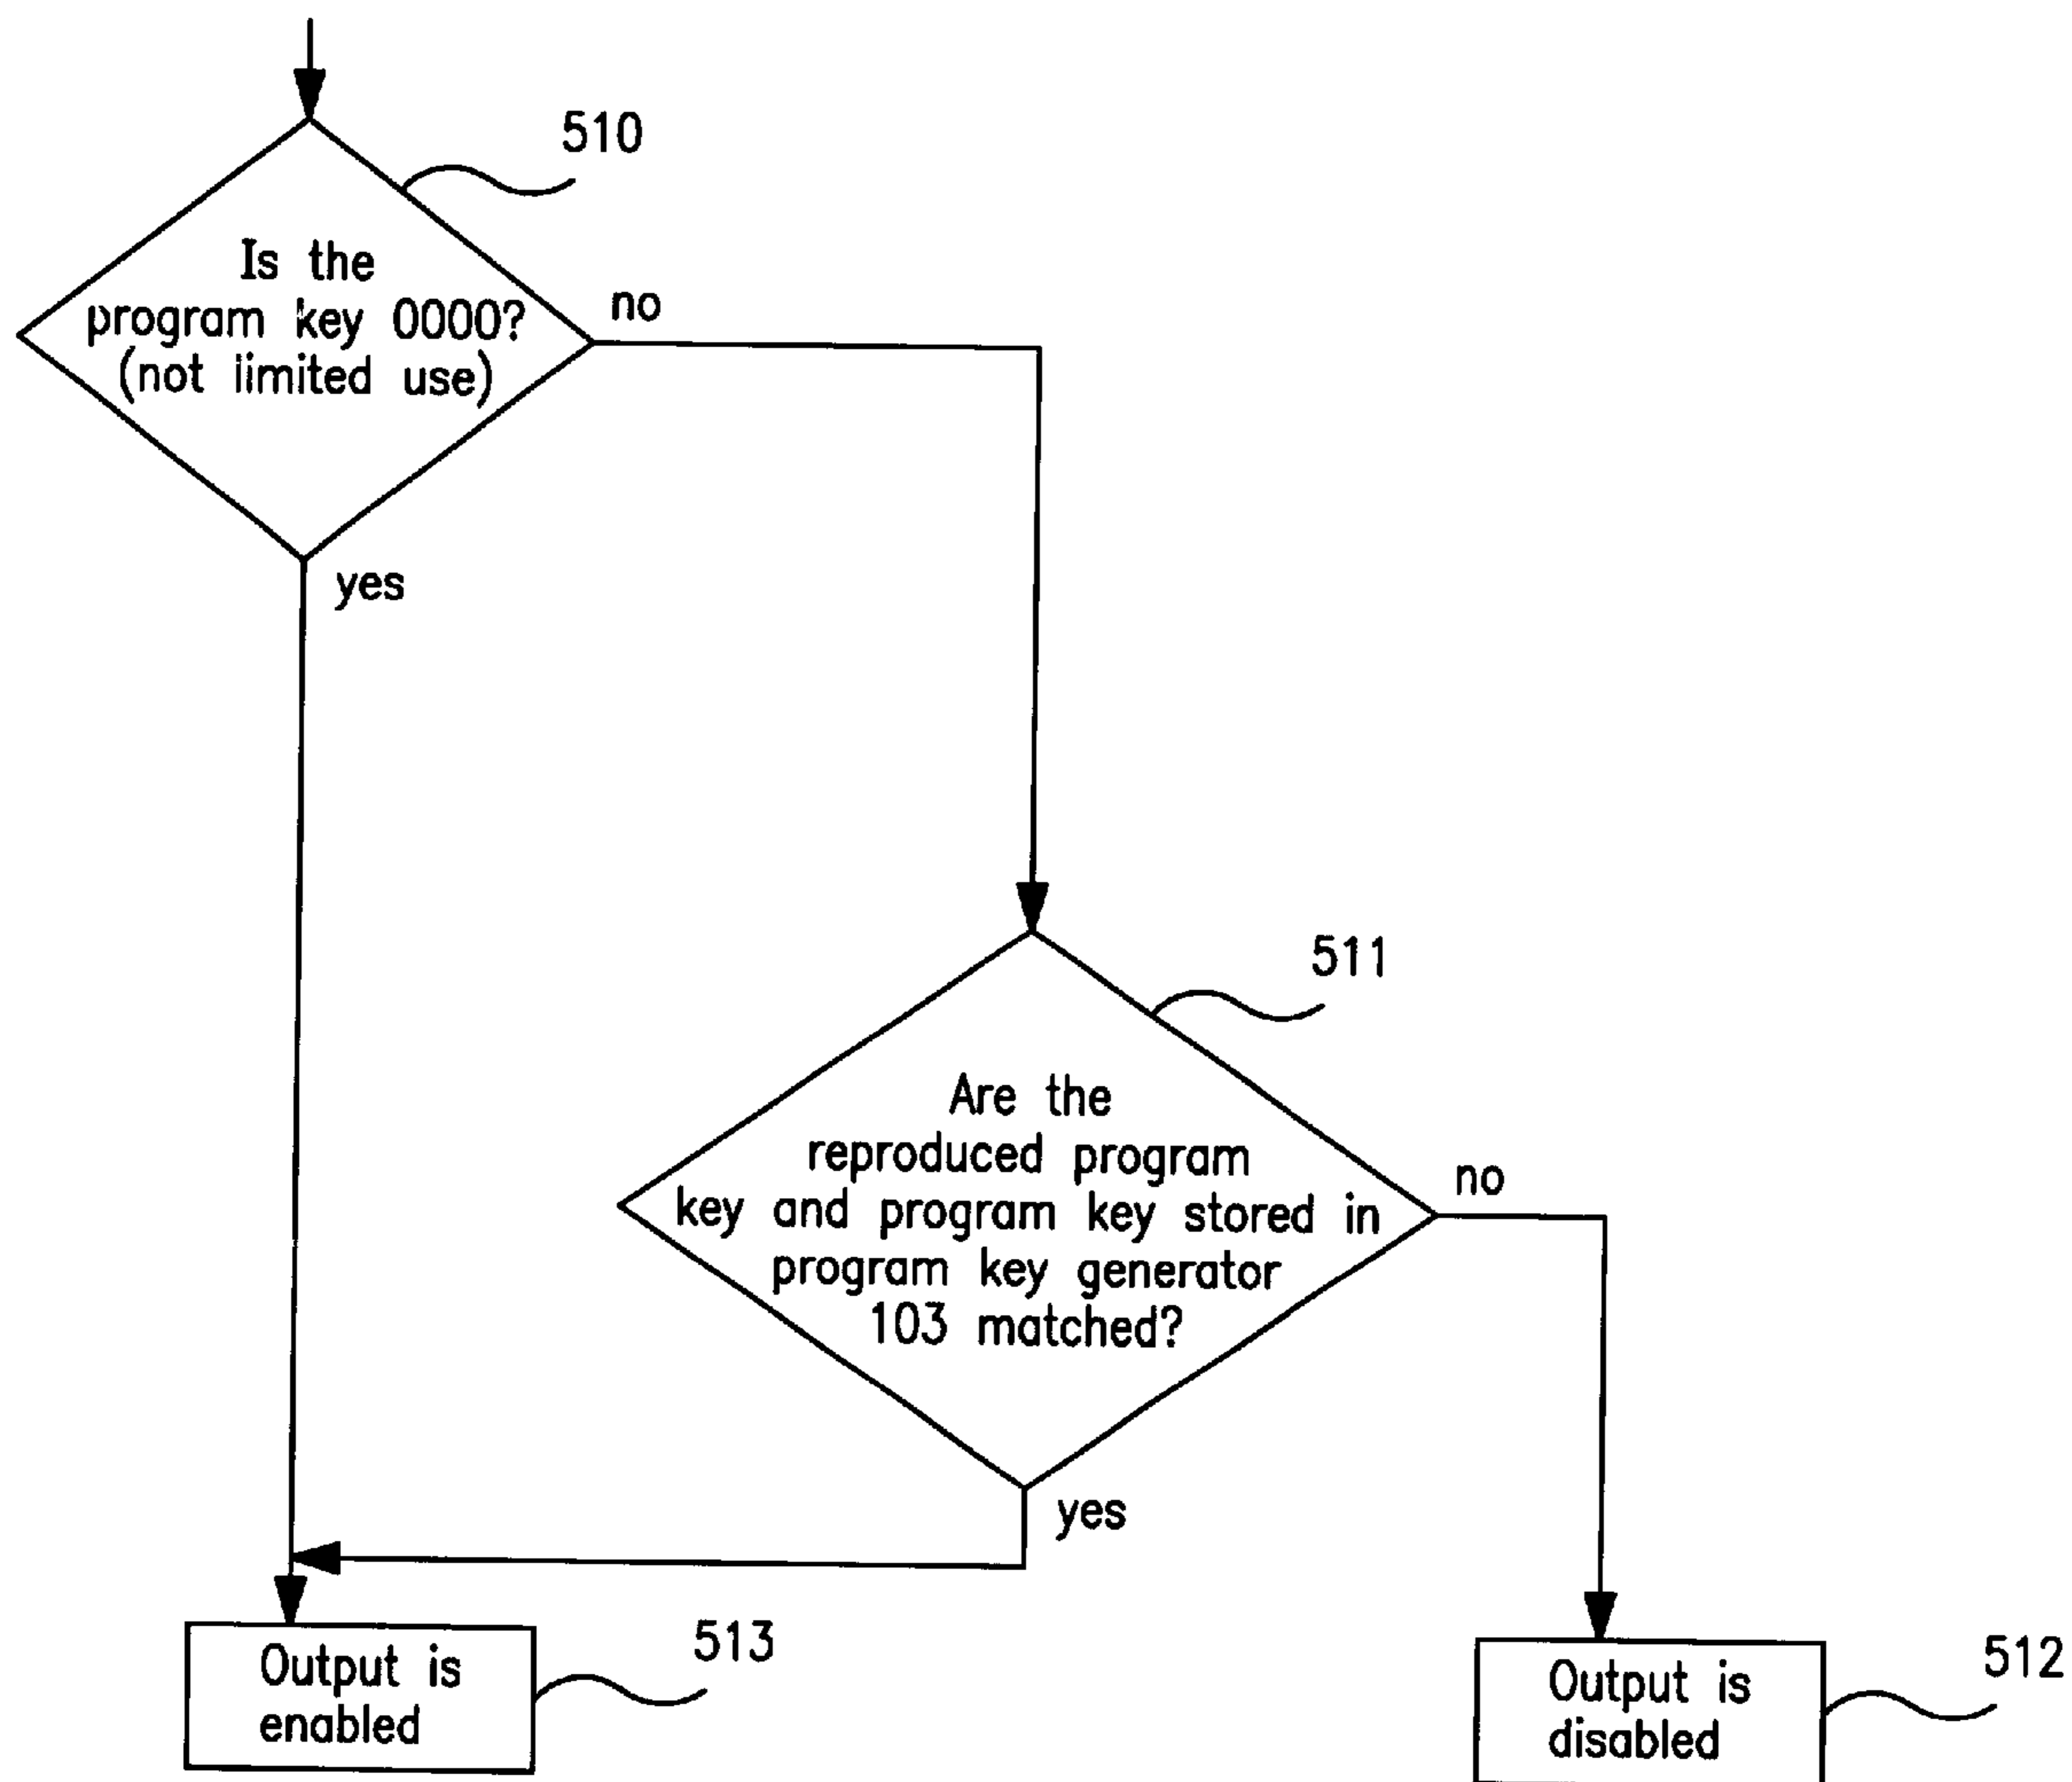 510
Is the
program key 0000?
(not limited use)
no
yes
511
Are the
reproduced program
key and program key stored in
program key generator
103 matched?
no
yes
Output is
enabled
513
Output is
disabled
512